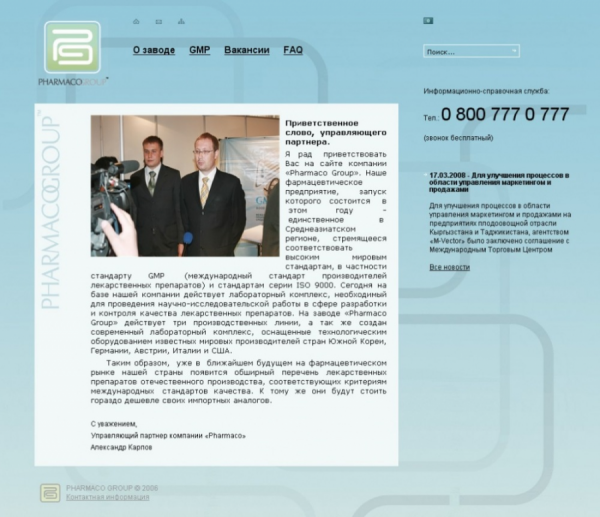 PHARMACOGROUP™
О заводе GMP Вакансии FAQ
Поиск...
Информационно-справочная служба:
Тел. 0 800 777 0 777
(звонок бесплатный)
17.03.2008 - Для улучшения процессов в
области управления маркетингом и
продажами
Для улучшения процессов в области
управления маркетингом и продажами на
предприятиях плодоовощной отрасли
Кыргызстана и Таджикистана, агентством
«M-Vector» было заключено соглашение с
Международным Торговым Центром
Все новости
PHARMACOGROUP™
Приветственное
слово, управляющего
партнера.
Я рад приветствовать
Вас на сайте компании
«Pharmaco Group». Наше
фармацевтическое
предприятие, запуск
которого состоится в
этом году -
единственное в
Среднеазиатском
регионе, стремящееся
соответствовать
высоким мировым
стандартам, в частности
стандарту GMP (международный стандарт производителей
лекарственных препаратов) и стандартам серии ISO 9000. Сегодня на
базе нашей компании действует лабораторный комплекс, необходимый
для проведения научно-исследовательской работы в сфере разработки
и контроля качества лекарственных препаратов. На заводе «Pharmaco
Group» действует три производственных линии, а так же создан
современный лабораторный комплекс, оснащенные технологическим
оборудованием известных мировых производителей стран Южной Кореи,
Германии, Австрии, Италии и США.
Таким образом, уже в ближайшем будущем на фармацевтическом
рынке нашей страны появится обширный перечень лекарственных
препаратов отечественного производства, соответствующих критериям
международных стандартов качества. К тому же они будут стоить
гораздо дешевле своих импортных аналогов.
С уважением,
Управляющий партнер компании «Pharmaco»
Александр Карпов
PHARMACO GROUP © 2008
Контактная информация